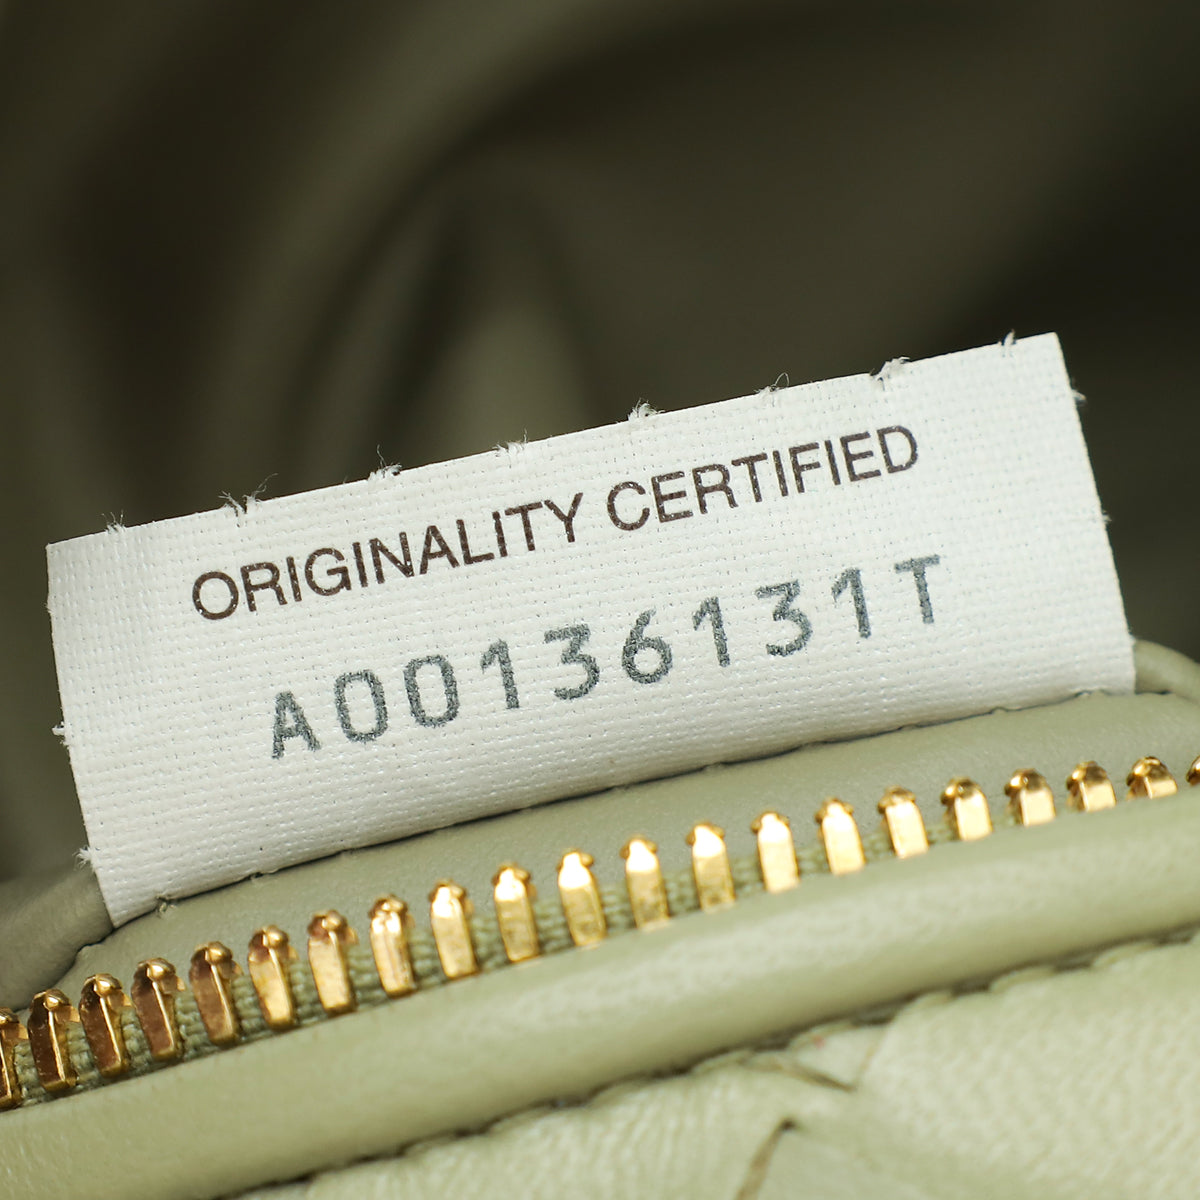 ORIGINALITY CERTIFIED
A00136131T